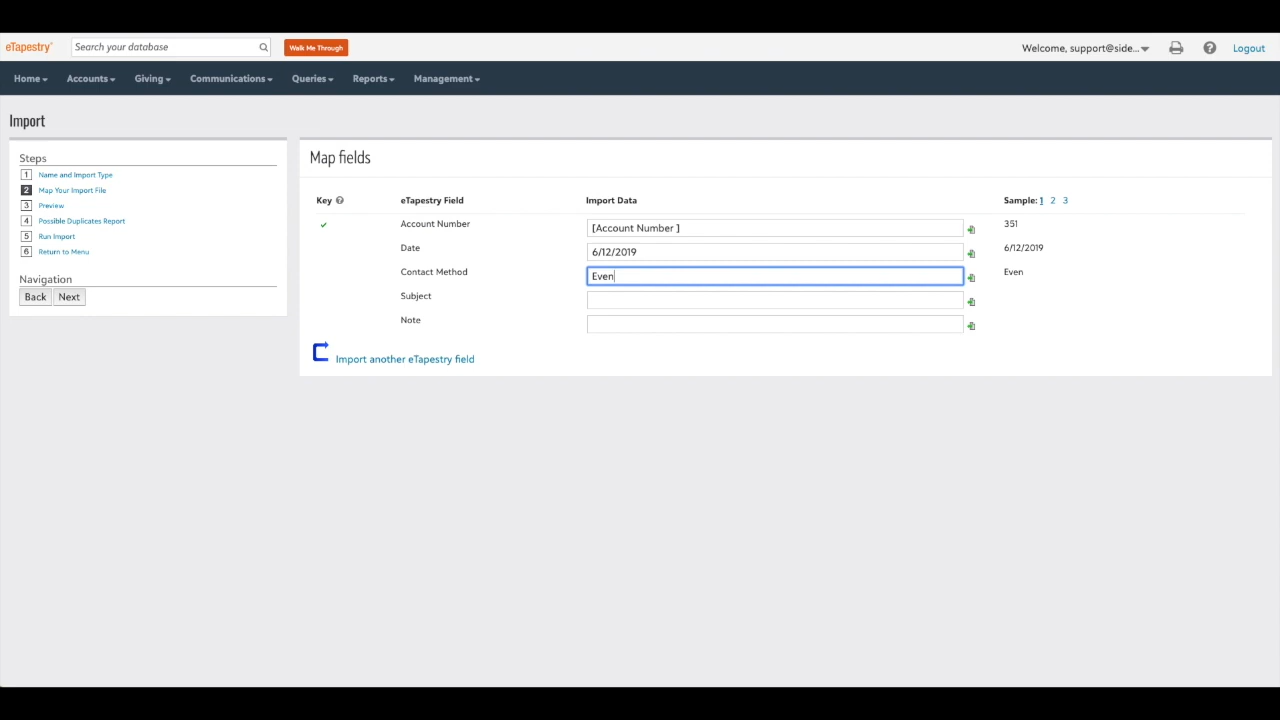 eTapestry Search your database Walk Me Through Welcome, support@side... Logout
Home Accounts Giving Communications Queries Reports Management
Import
Steps
1 Name and Import Type
2 Map Your Import File
3 Preview
4 Possible Duplicates Report
5 Run Import
6 Return to Menu
Navigation
Back Next
Map fields
Key ? eTapestry Field Import Data Sample: 1 2 3
Account Number [Account Number ] 351
Date 6/12/2019 6/12/2019
Contact Method Even Even
Subject
Note
Import another eTapestry field